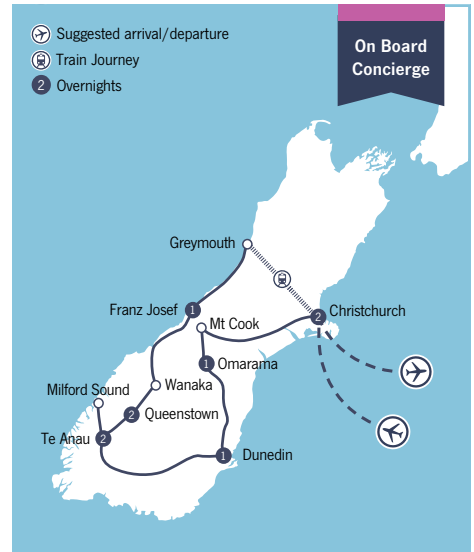 Suggested arrival/departure
Train Journey
2 Overnights
On Board
Concierge
Greymouth
Franz Josef 1
Mt Cook
2 Christchurch
1 Omarama
Milford Sound
Wanaka
2 Queenstown
Te Anau 2
1 Dunedin